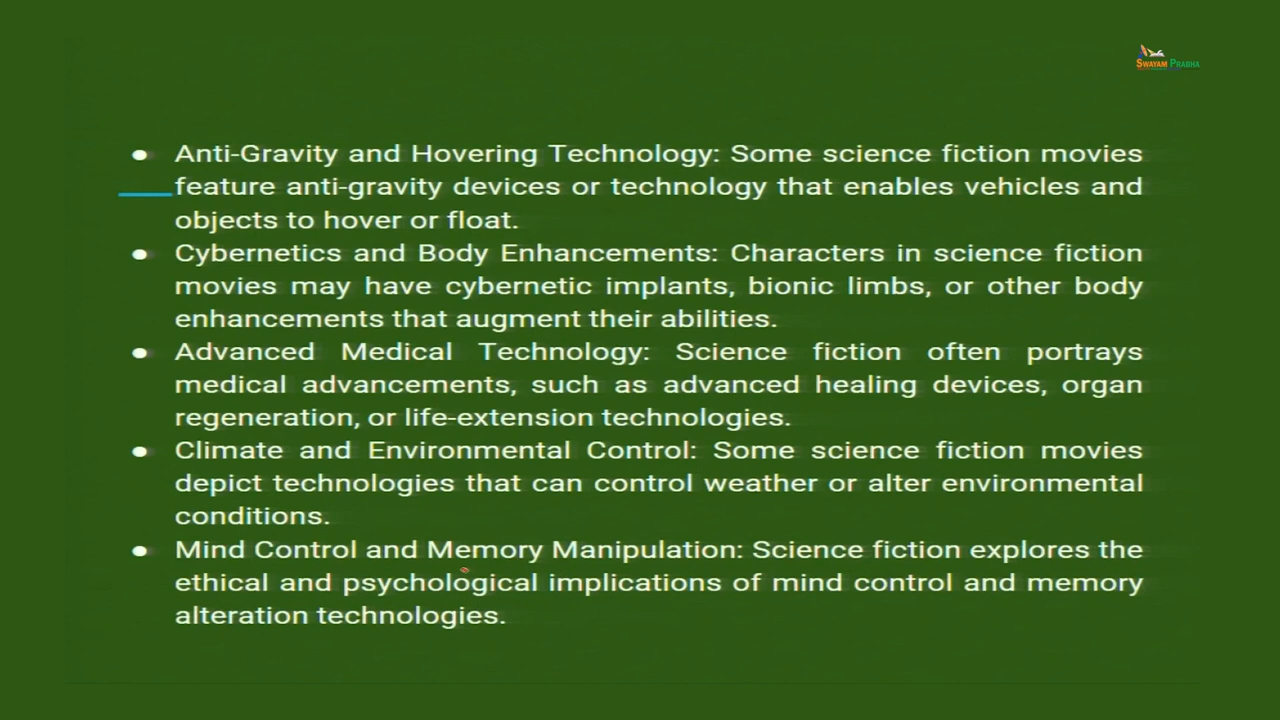 SWAYAM PRABHA
● Anti-Gravity and Hovering Technology: Some science fiction movies
feature anti-gravity devices or technology that enables vehicles and
objects to hover or float.
● Cybernetics and Body Enhancements: Characters in science fiction
movies may have cybernetic implants, bionic limbs, or other body
enhancements that augment their abilities.
● Advanced Medical Technology: Science fiction often portrays
medical advancements, such as advanced healing devices, organ
regeneration, or life-extension technologies.
● Climate and Environmental Control: Some science fiction movies
depict technologies that can control weather or alter environmental
conditions.
● Mind Control and Memory Manipulation: Science fiction explores the
ethical and psychological implications of mind control and memory
alteration technologies.